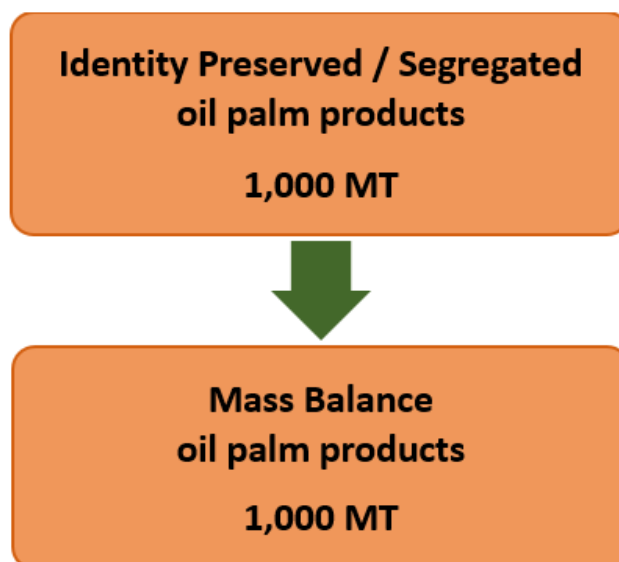 Identity Preserved / Segregated
oil palm products
1,000 MT
Mass Balance
oil palm products
1,000 MT